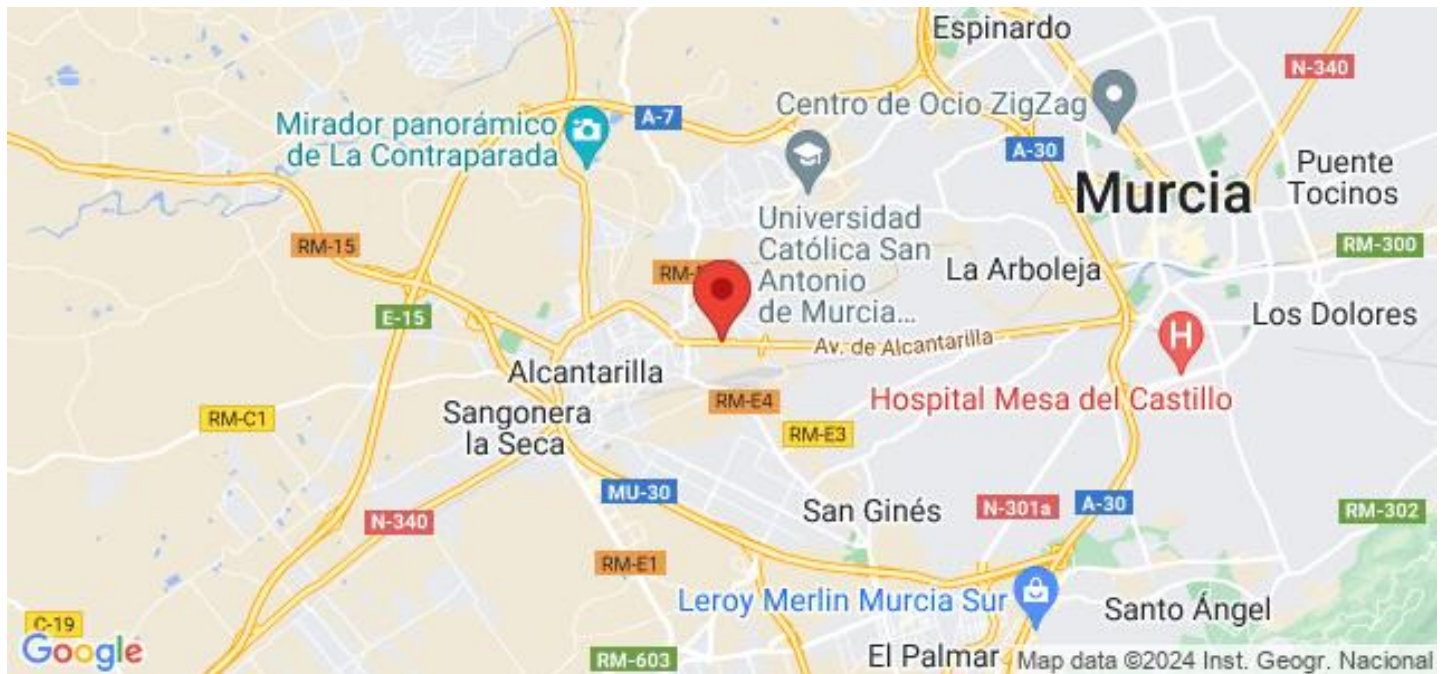 Espinardo
N-340
Centro de Ocio ZigZag
A-7
Mirador panorámico
de La Contraparada
A-30
Puente
Tocinos
Murcia
Universidad
Católica San
Antonio
de Murcia...
RM-15
RM-300
La Arboleja
E-15
Los Dolores
Av. de Alcantarilla
H
Alcantarilla
RM-E4
Hospital Mesa del Castillo
RM-C1
Sangonera
la Seca
RM-E3
MU-30
San Ginés
N-301a
A-30
RM-302
N-340
RM-E1
Leroy Merlin Murcia Sur
Santo Ángel
C-19
Google
RM-603
El Palmar
Map data ©2024 Inst. Geogr. Nacional